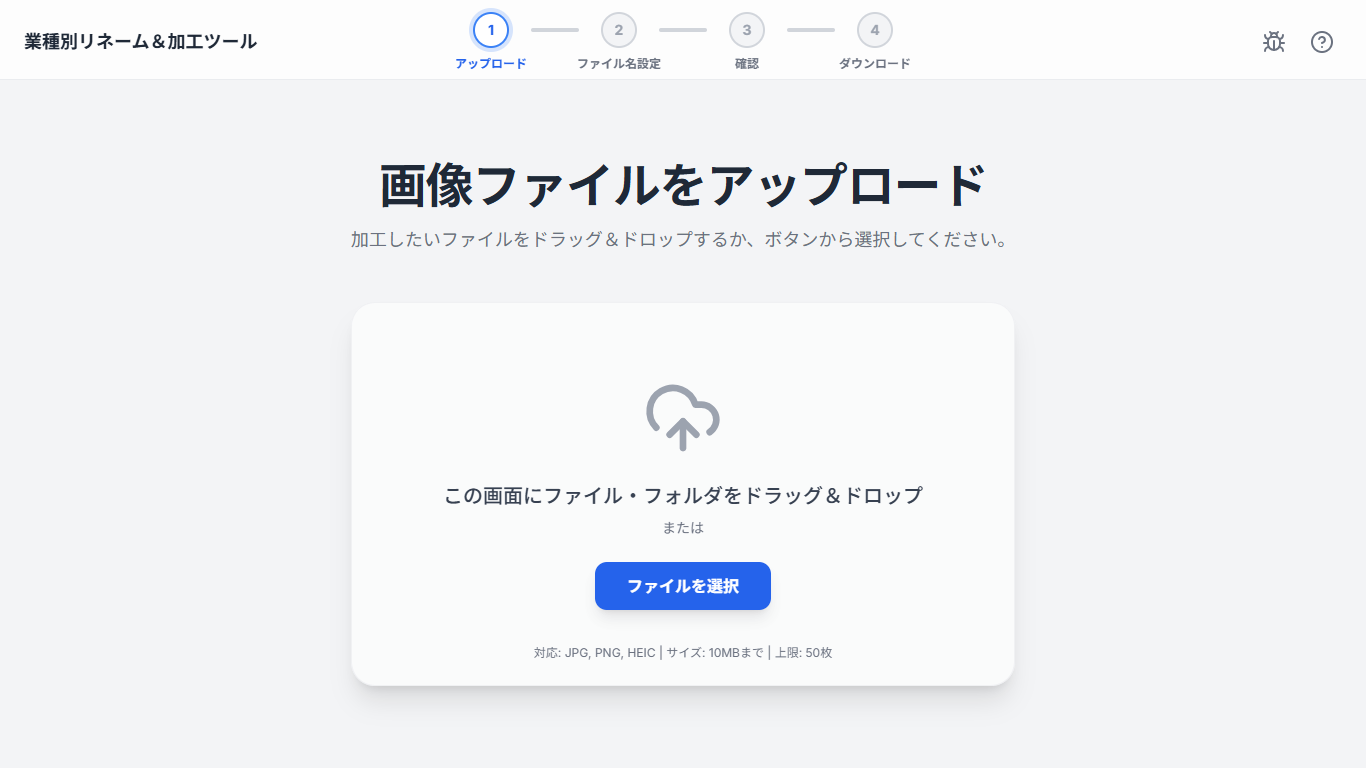 業種別リネーム＆加工ツール
1
2
3
4
アップロード
ファイル名設定
確認
ダウンロード
画像ファイルをアップロード
加工したいファイルをドラッグ＆ドロップするか、ボタンから選択してください。
この画面にファイル・フォルダをドラッグ＆ドロップ
または
ファイルを選択
対応: JPG, PNG, HEIC | サイズ: 10MBまで | 上限: 50枚